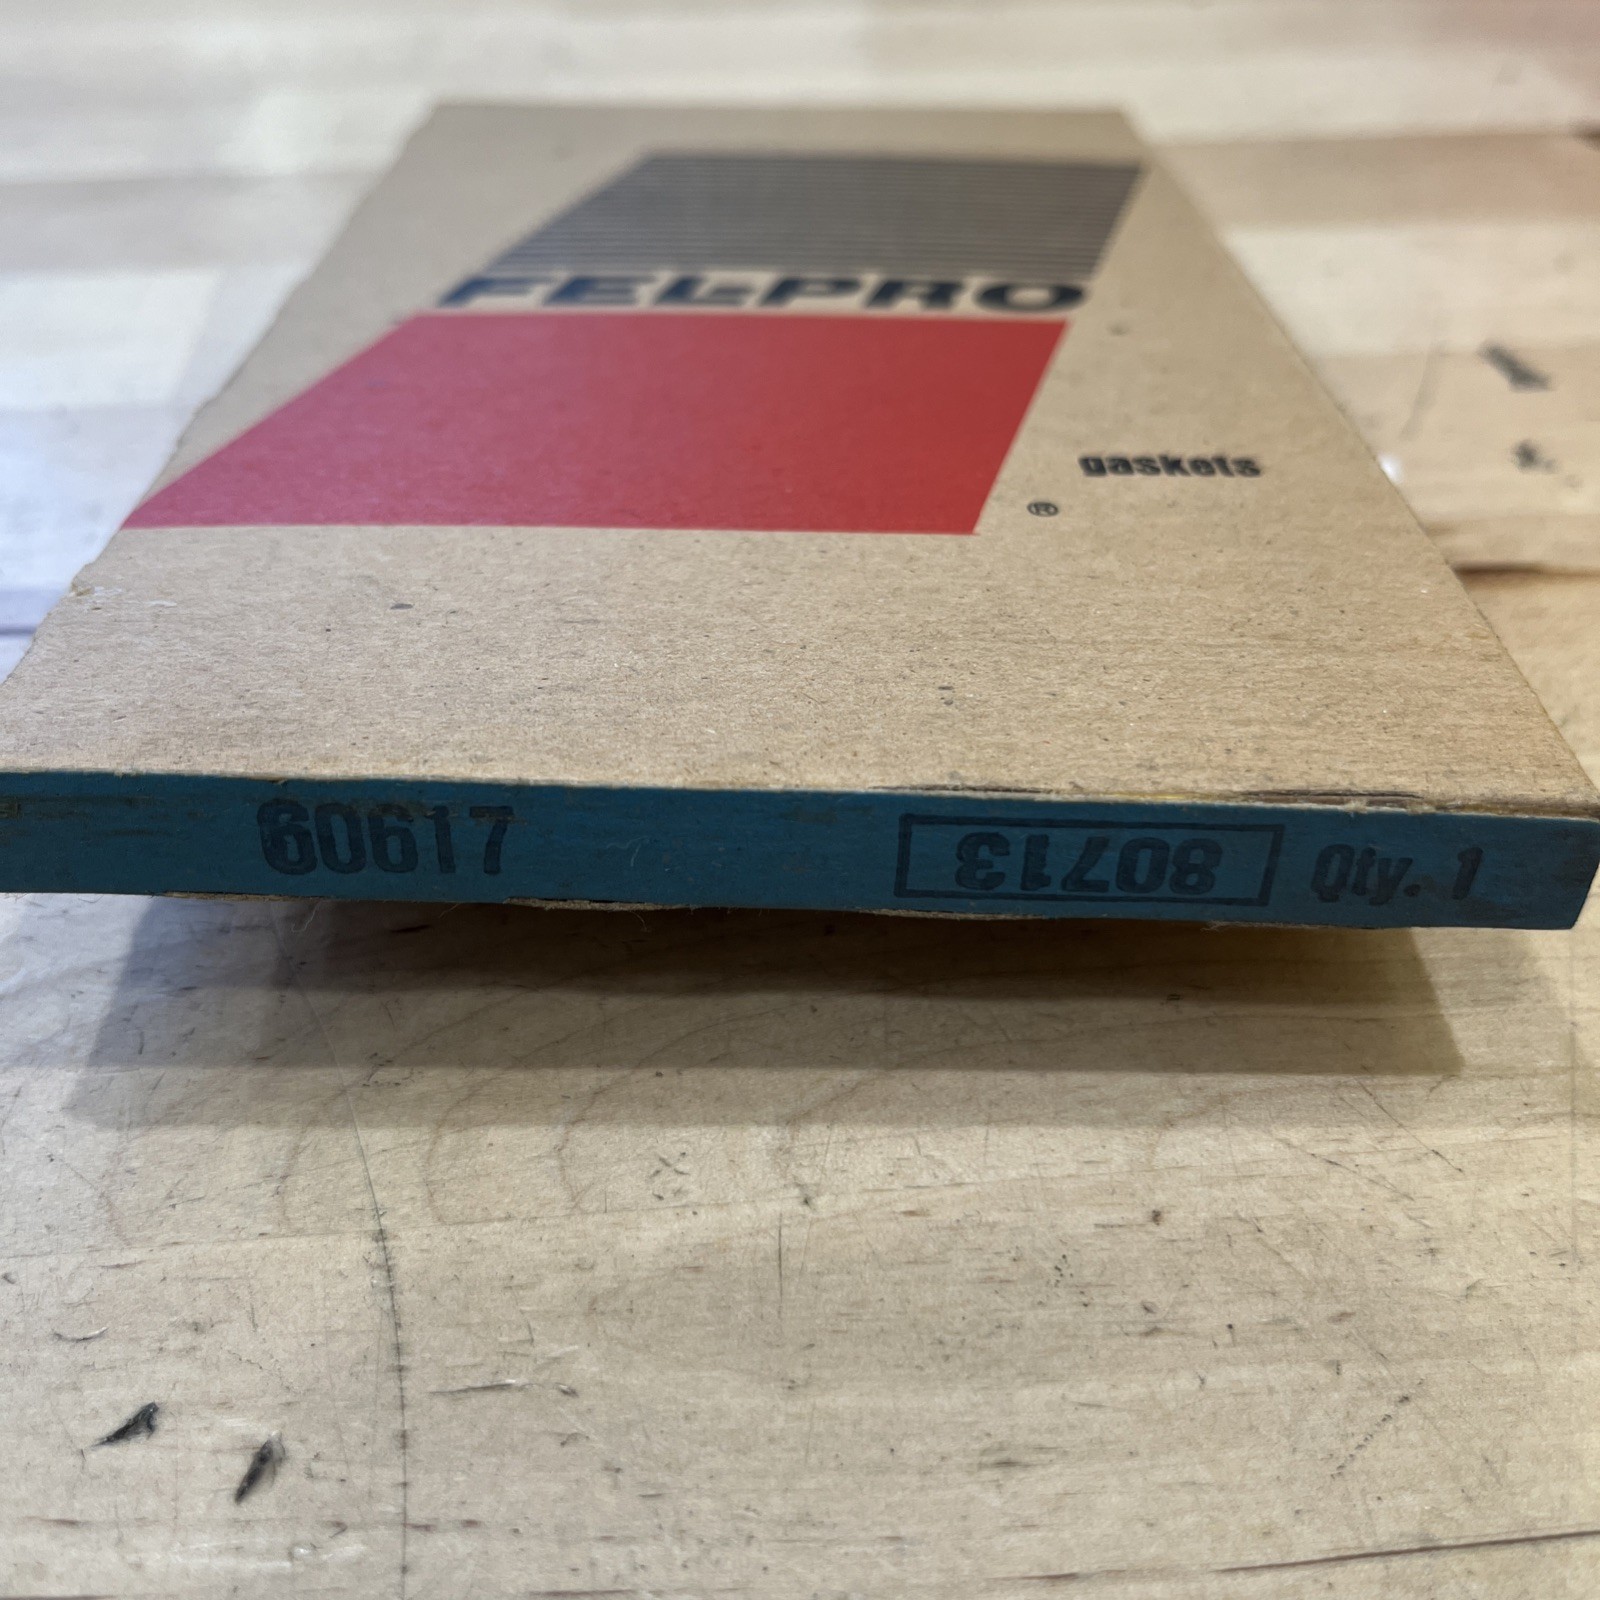 FEL-PRO
gaskets
®
60617
80713
Qty. 1